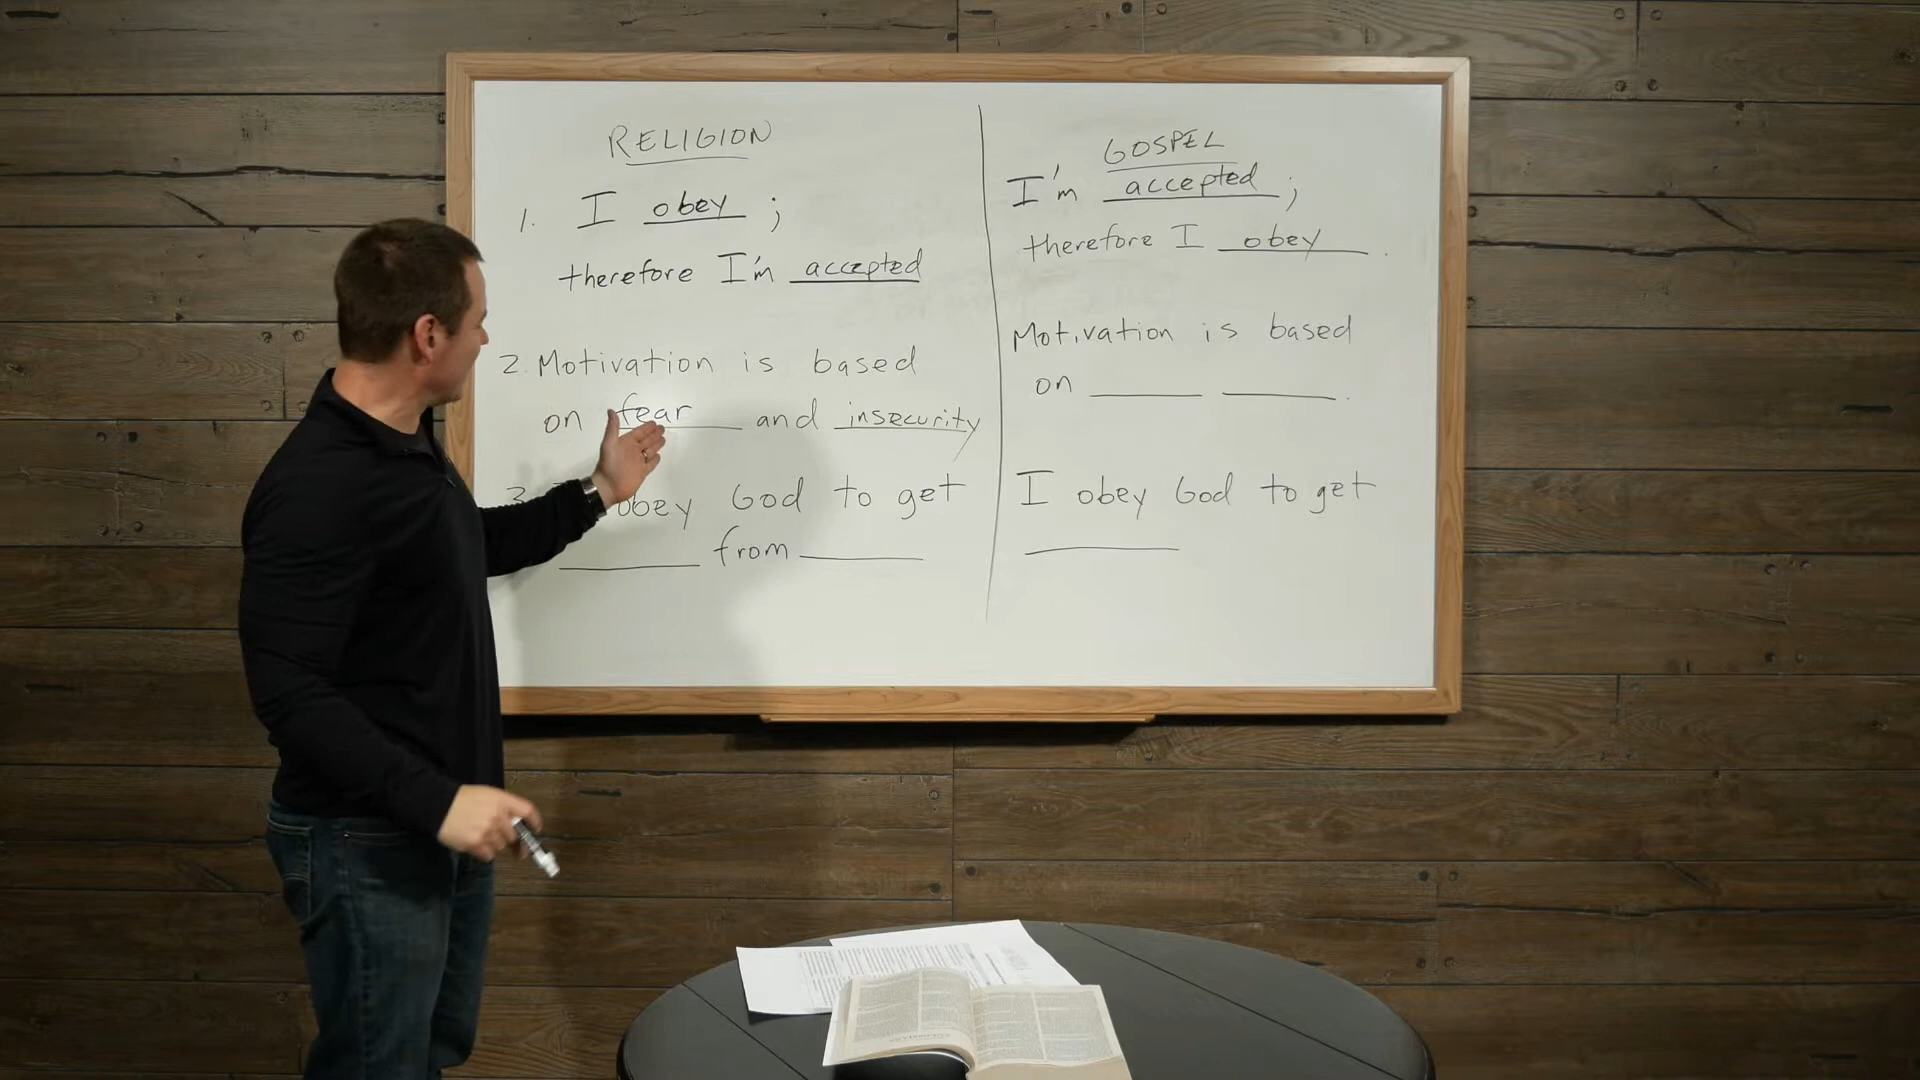 RELIGION
1. I obey ;
therefore I'm accepted
2. Motivation is based
on fear and insecurity
3. obey God to get
from
GOSPEL
I'm accepted ;
therefore I obey .
Motivation is based
on .
I obey God to get